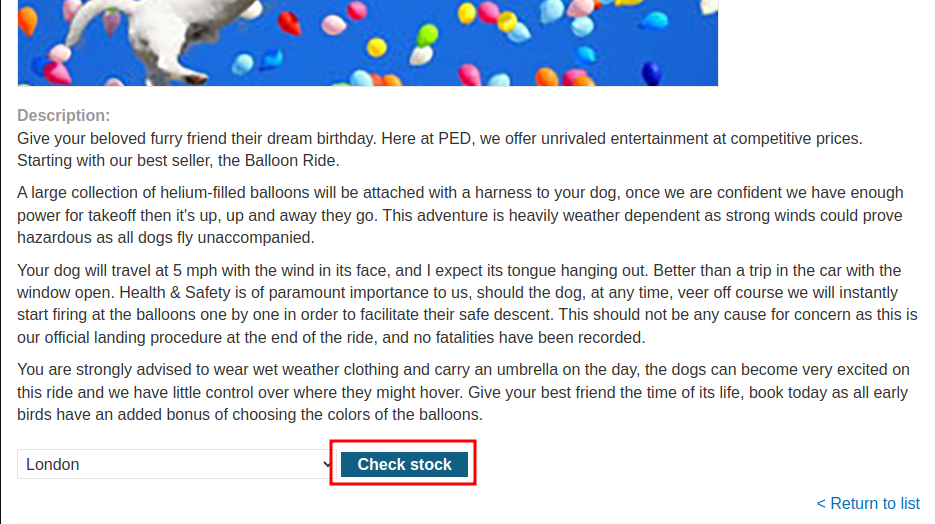 Description:
Give your beloved furry friend their dream birthday. Here at PED, we offer unrivaled entertainment at competitive prices.
Starting with our best seller, the Balloon Ride.
A large collection of helium-filled balloons will be attached with a harness to your dog, once we are confident we have enough
power for takeoff then it's up, up and away they go. This adventure is heavily weather dependent as strong winds could prove
hazardous as all dogs fly unaccompanied.
Your dog will travel at 5 mph with the wind in its face, and I expect its tongue hanging out. Better than a trip in the car with the
window open. Health & Safety is of paramount importance to us, should the dog, at any time, veer off course we will instantly
start firing at the balloons one by one in order to facilitate their safe descent. This should not be any cause for concern as this is
our official landing procedure at the end of the ride, and no fatalities have been recorded.
You are strongly advised to wear wet weather clothing and carry an umbrella on the day, the dogs can become very excited on
this ride and we have little control over where they might hover. Give your best friend the time of its life, book today as all early
birds have an added bonus of choosing the colors of the balloons.
London Check stock
< Return to list